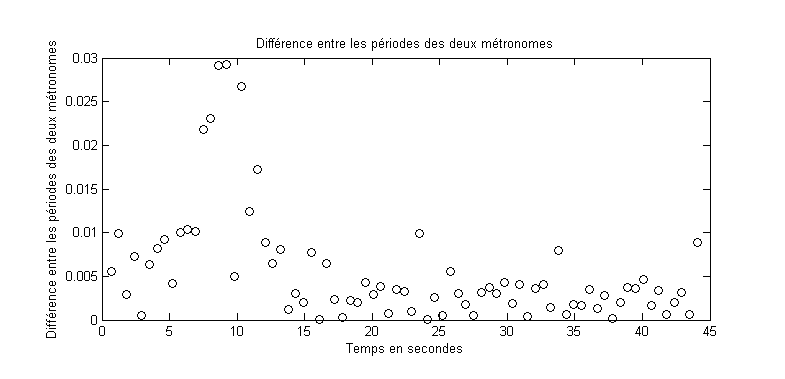 Différence entre les périodes des deux métronomes
Différence entre les périodes des deux métronomes
0.03
0.025
0.02
0.015
0.01
0.005
0
0 5 10 15 20 25 30 35 40 45
Temps en secondes